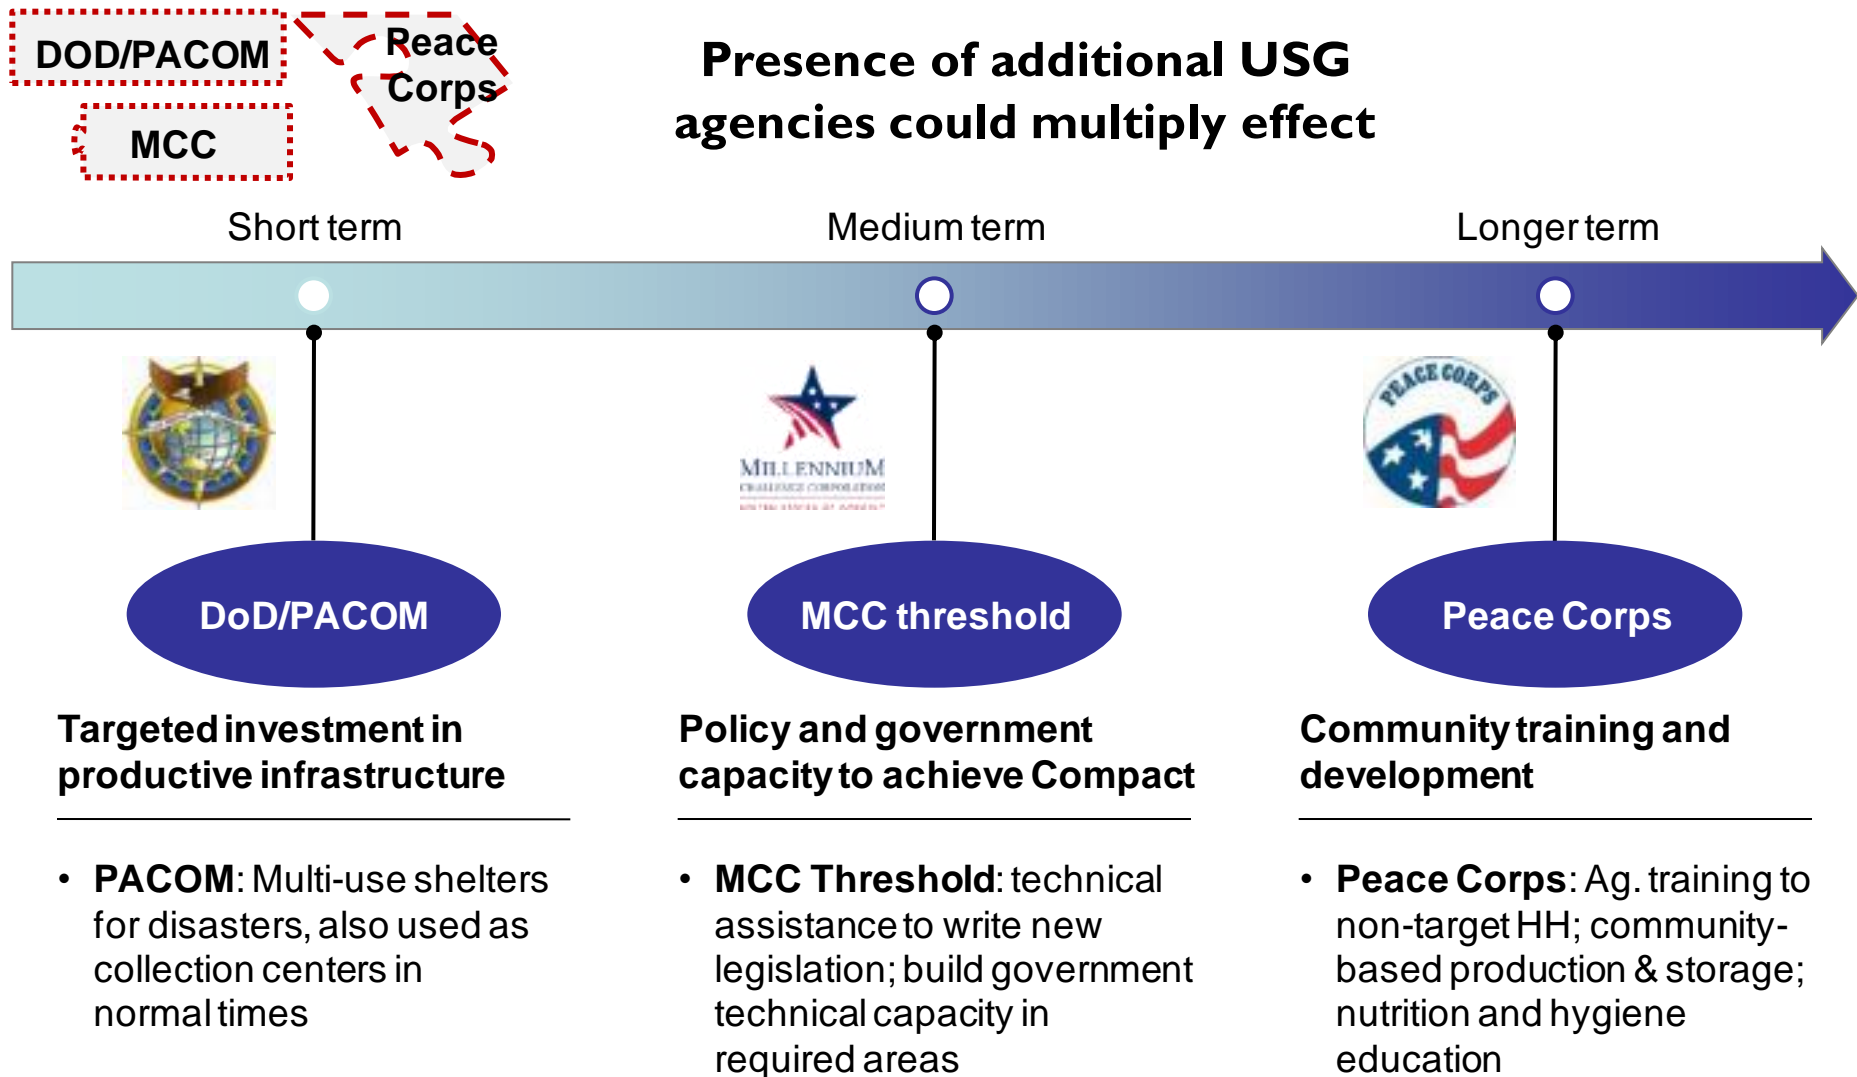 DOD/PACOM
Peace
Corps
MCC
Presence of additional USG
agencies could multiply effect
Short term
Medium term
Longer term
MILLENNIUM
CHALLENGE CORPORATION
PEACE CORPS
DoD/PACOM
MCC threshold
Peace Corps
Targeted investment in
productive infrastructure
Policy and government
capacity to achieve Compact
Community training and
development
• PACOM: Multi-use shelters
for disasters, also used as
collection centers in
normal times
• MCC Threshold: technical
assistance to write new
legislation; build government
technical capacity in
required areas
• Peace Corps: Ag. training to
non-target HH; community-
based production & storage;
nutrition and hygiene
education